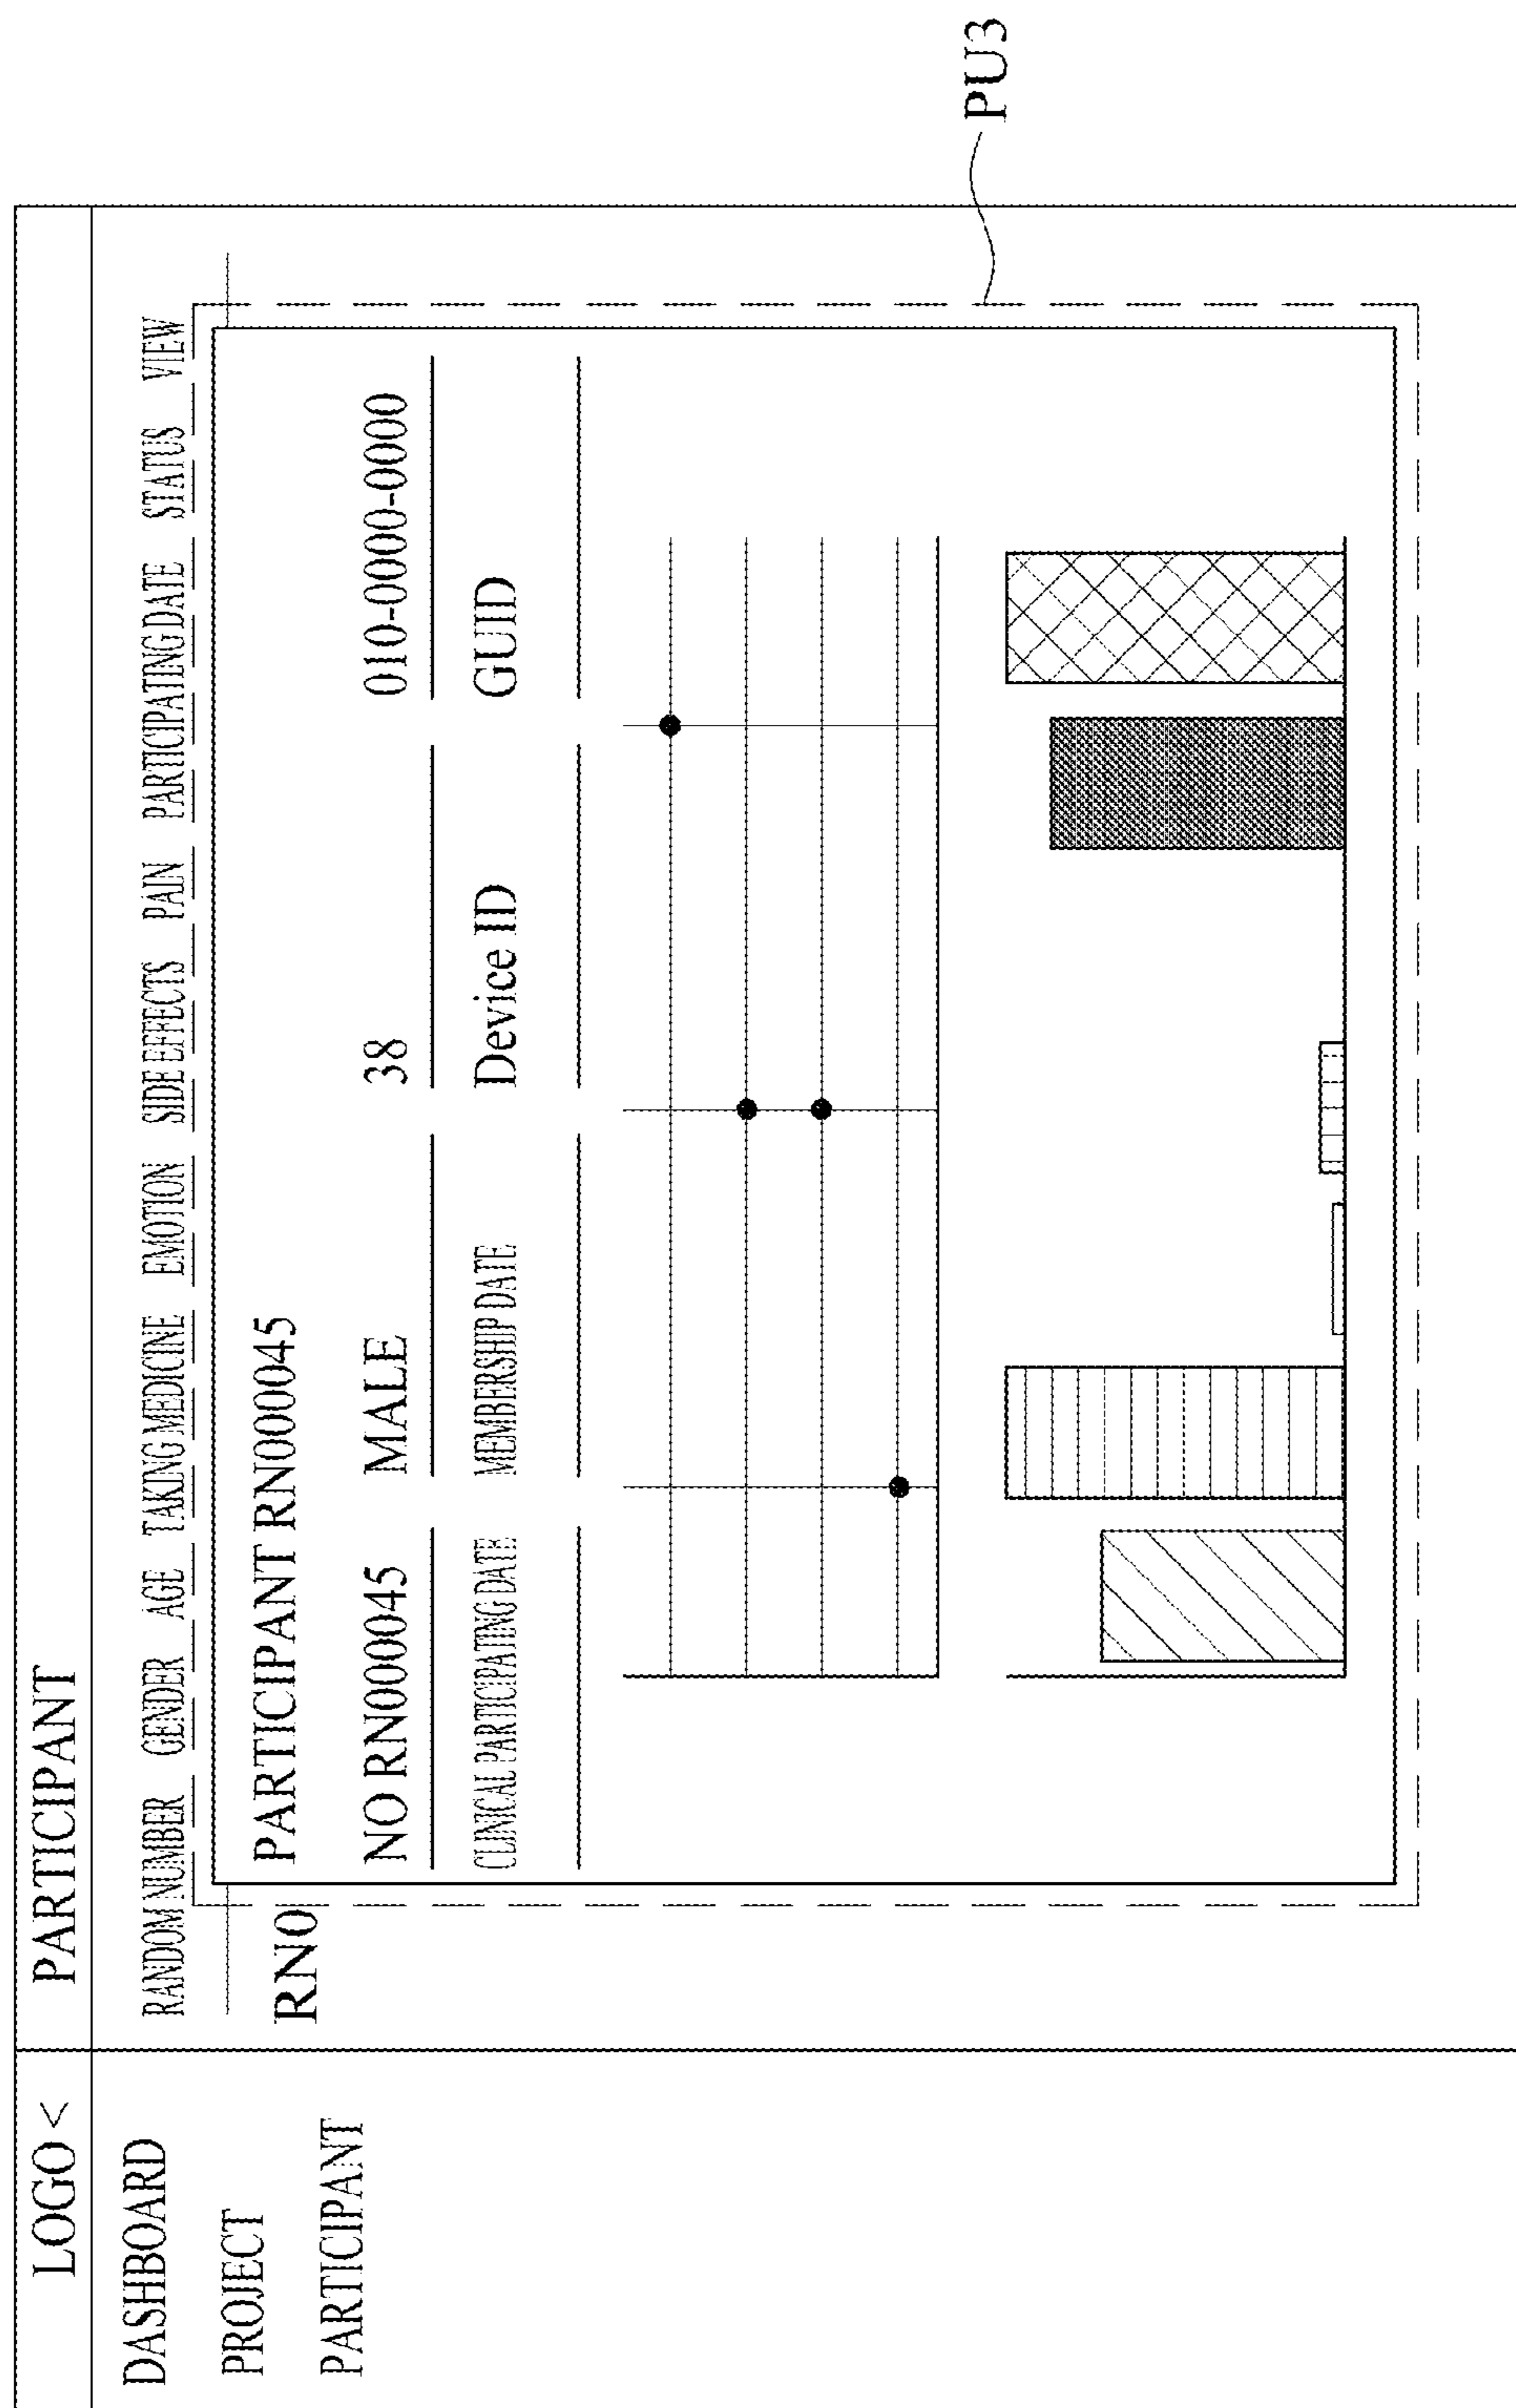 LOGO < PARTICIPANT
DASHBOARD
PROJECT
PARTICIPANT
RANDOM NUMBER GENDER AGE TAKING MEDICINE EMOTION SIDE EFFECTS PAIN PARTICIPATING DATE STATUS VIEW
RN0
PARTICIPANT RN000045
NO RN000045 MALE 38 010-0000-0000
CLINICAL PARTICIPATING DATE MEMBERSHIP DATE Device ID GUID
PU3